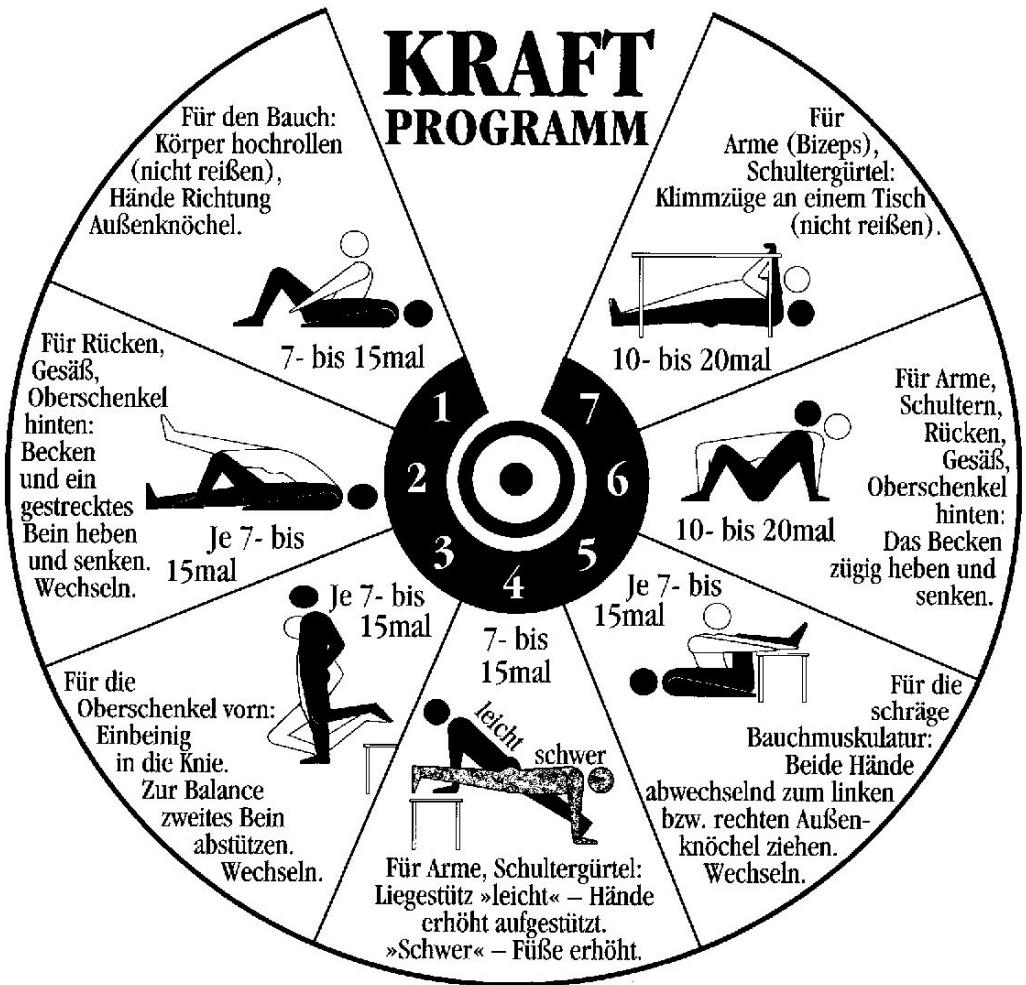 KRAFT
PROGRAMM
Für den Bauch:
Körper hochrollen
(nicht reißen),
Hände Richtung
Außenknöchel.
7- bis 15mal
1
Für Rücken,
Gesäß,
Oberschenkel
hinten:
Becken
und ein
gestrecktes
Bein heben
und senken.
Wechseln.
Je 7- bis
15mal
2
Für die
Oberschenkel vorn:
Einbeinig
in die Knie.
Zur Balance
zweites Bein
abstützen.
Wechseln.
Je 7- bis
15mal
3
4
7- bis
15mal
leicht
schwer
Für Arme, Schultergürtel:
Liegestütz »leicht« – Hände
erhöht aufgestützt.
»Schwer« – Füße erhöht.
5
Je 7- bis
15mal
Für die
schräge
Bauchmuskulatur:
Beide Hände
abwechselnd zum linken
bzw. rechten Außen-
knöchel ziehen.
Wechseln.
6
Für Arme,
Schultern,
Rücken,
Gesäß,
Oberschenkel
hinten:
Das Becken
zügig heben und
senken.
10- bis 20mal
7
Für
Arme (Bizeps),
Schultergürtel:
Klimmzüge an einem Tisch
(nicht reißen).
10- bis 20mal